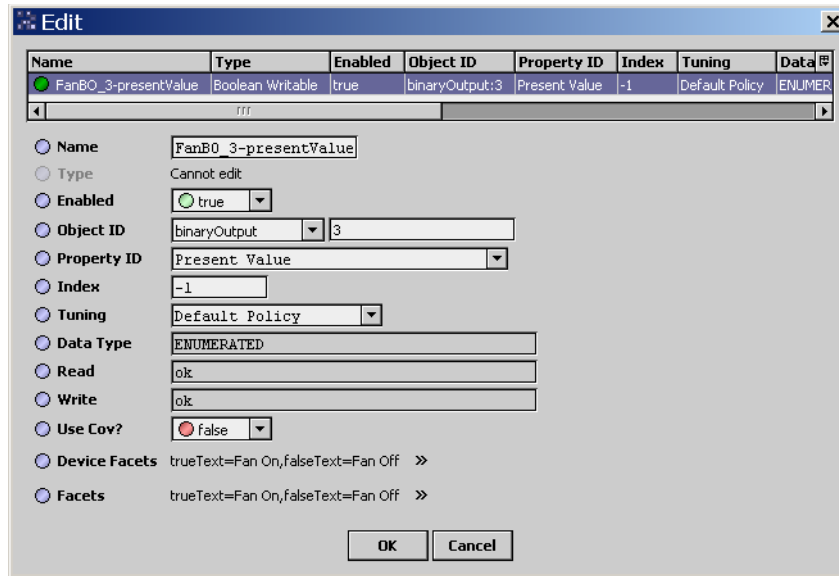 Edit
Name Type Enabled Object ID Property ID Index Tuning Data
FanBO_3-presentValue Boolean Writable true binaryOutput:3 Present Value -1 Default Policy ENUMER
Name FanBO_3-presentValue
Type Cannot edit
Enabled true
Object ID binaryOutput 3
Property ID Present Value
Index -1
Tuning Default Policy
Data Type ENUMERATED
Read ok
Write ok
Use Cov? false
Device Facets trueText=Fan On,falseText=Fan Off »
Facets trueText=Fan On,falseText=Fan Off »
OK Cancel